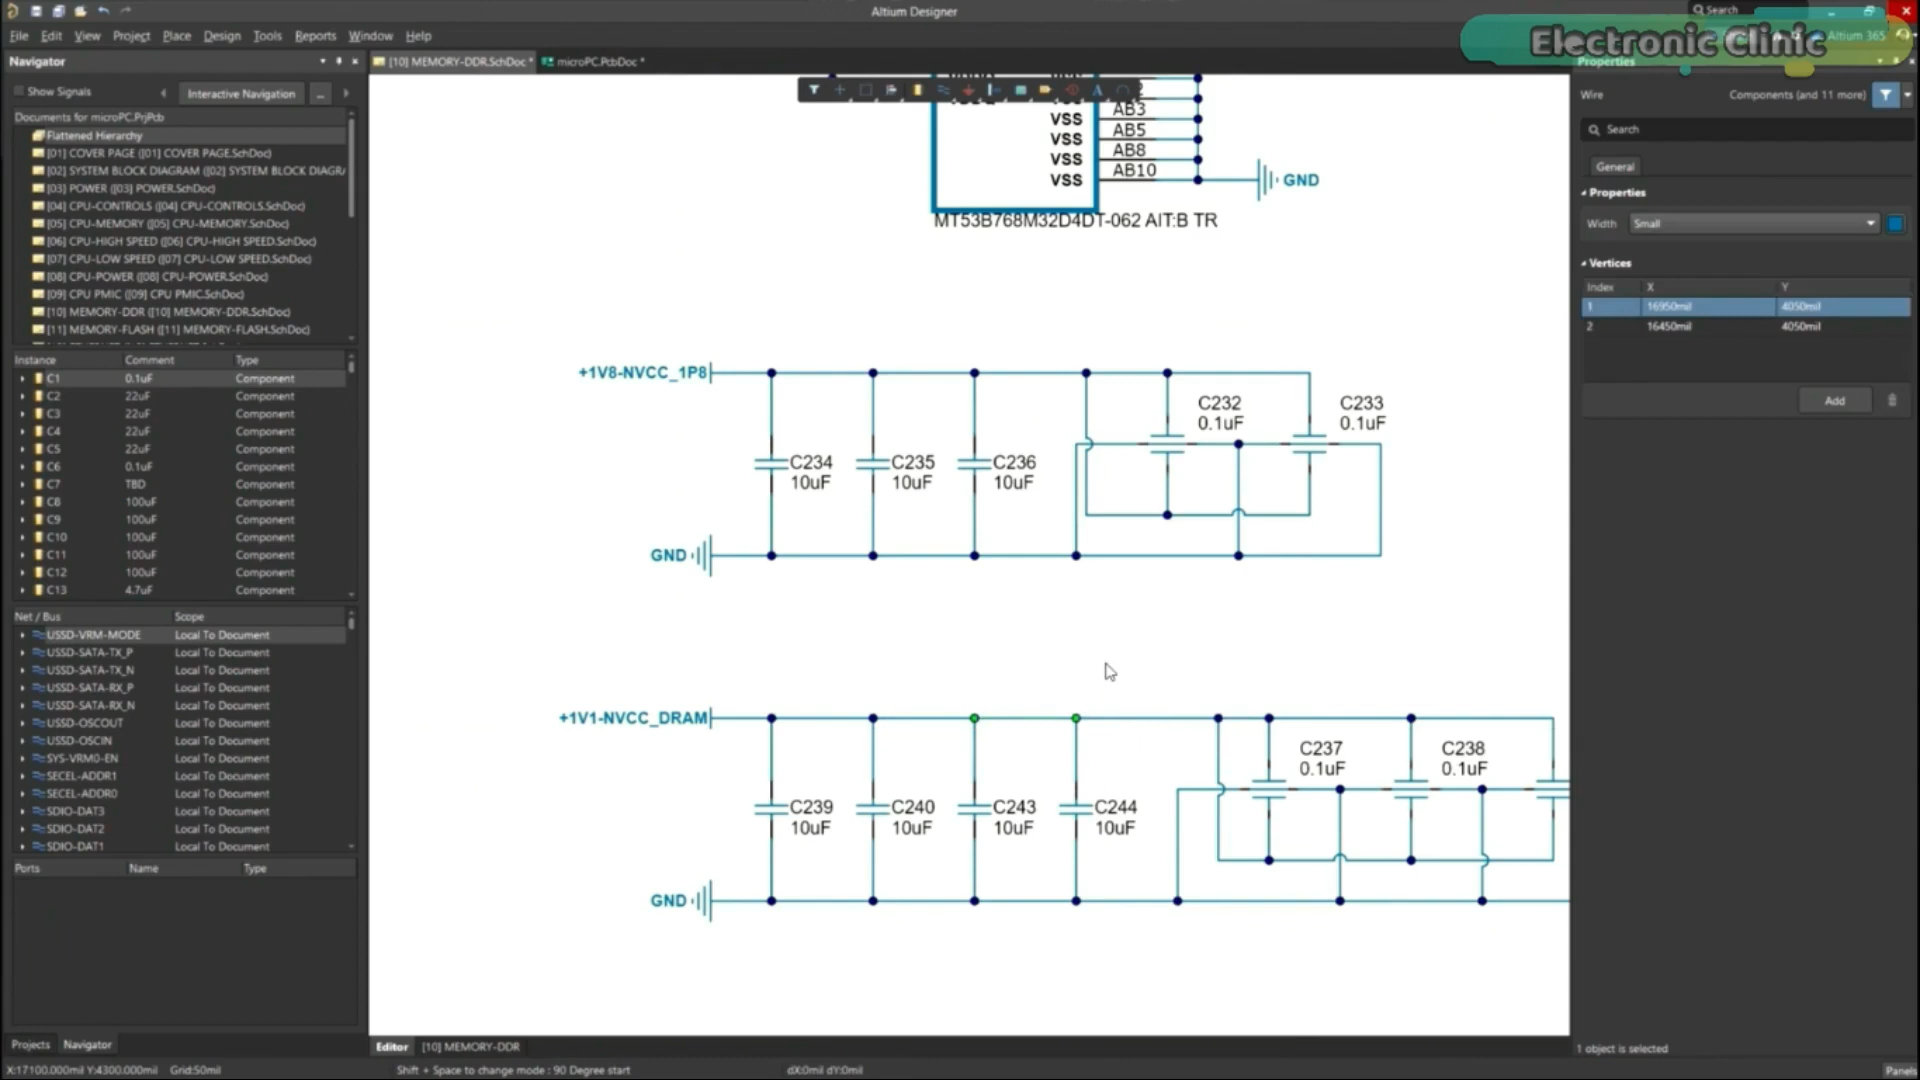 Altium Designer
Search
Electronic Clinic
Altium 365
File Edit View Project Place Design Tools Reports Window Help
Navigator
[10] MEMORY-DDR.SchDoc *
microPC.PcbDoc *
Properties
Show Signals
Interactive Navigation
...
Wire
Components (and 11 more)
Documents for microPC.PrjPcb
Search
Flattened Hierarchy
[01] COVER PAGE ([01] COVER PAGE.SchDoc)
[02] SYSTEM BLOCK DIAGRAM ([02] SYSTEM BLOCK DIAGRA
[03] POWER ([03] POWER.SchDoc)
[04] CPU-CONTROLS ([04] CPU-CONTROLS.SchDoc)
[05] CPU-MEMORY ([05] CPU-MEMORY.SchDoc)
[06] CPU-HIGH SPEED ([06] CPU-HIGH SPEED.SchDoc)
[07] CPU-LOW SPEED ([07] CPU-LOW SPEED.SchDoc)
[08] CPU-POWER ([08] CPU-POWER.SchDoc)
[09] CPU PMIC ([09] CPU PMIC.SchDoc)
[10] MEMORY-DDR ([10] MEMORY-DDR.SchDoc)
[11] MEMORY-FLASH ([11] MEMORY-FLASH.SchDoc)
Instance Comment Type
C1 0.1uF Component
C2 22uF Component
C3 22uF Component
C4 22uF Component
C5 22uF Component
C6 0.1uF Component
C7 TBD Component
C8 100uF Component
C9 100uF Component
C10 100uF Component
C11 100uF Component
C12 100uF Component
C13 4.7uF Component
Net / Bus Scope
USSD-VRM-MODE Local To Document
USSD-SATA-TX_P Local To Document
USSD-SATA-TX_N Local To Document
USSD-SATA-RX_P Local To Document
USSD-SATA-RX_N Local To Document
USSD-OSCOUT Local To Document
USSD-OSCIN Local To Document
SYS-VRM0-EN Local To Document
SECEL-ADDR1 Local To Document
SECEL-ADDR0 Local To Document
SDIO-DAT3 Local To Document
SDIO-DAT2 Local To Document
SDIO-DAT1 Local To Document
Ports Name Type
VSS AB3
VSS AB5
VSS AB8
VSS AB10
GND
MT53B768M32D4DT-062 AIT:B TR
+1V8-NVCC_1P8
C232
0.1uF
C233
0.1uF
C234
10uF
C235
10uF
C236
10uF
GND
+1V1-NVCC_DRAM
C237
0.1uF
C238
0.1uF
C239
10uF
C240
10uF
C243
10uF
C244
10uF
GND
General
Properties
Width Small
Vertices
Index X Y
1 16950mil 4050mil
2 16450mil 4050mil
Add
Projects Navigator
Editor [10] MEMORY-DDR
1 object is selected
X:17100.000mil Y:4300.000mil Grid:50mil
Shift + Space to change mode : 90 Degree start
dX:0mil dY:0mil
Panels